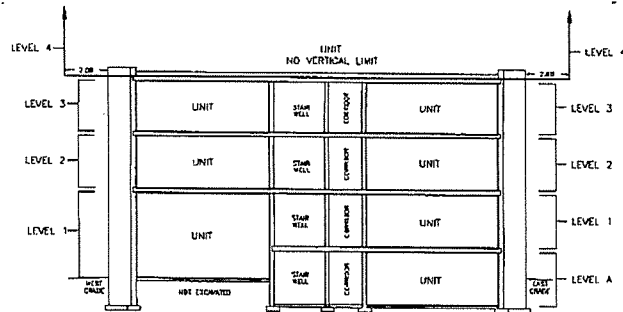 UNIT
LEVEL 4 LEVEL 4
NO VERTICAL LIMIT
LEVEL 3 UNIT STAIR WELL CORRIDOR UNIT LEVEL 3
LEVEL 2 UNIT STAIR WELL CORRIDOR UNIT LEVEL 2
LEVEL 1 UNIT STAIR WELL CORRIDOR UNIT LEVEL 1
WEST GRADE NOT EXCAVATED STAIR WELL CORRIDOR UNIT EAST GRADE LEVEL A